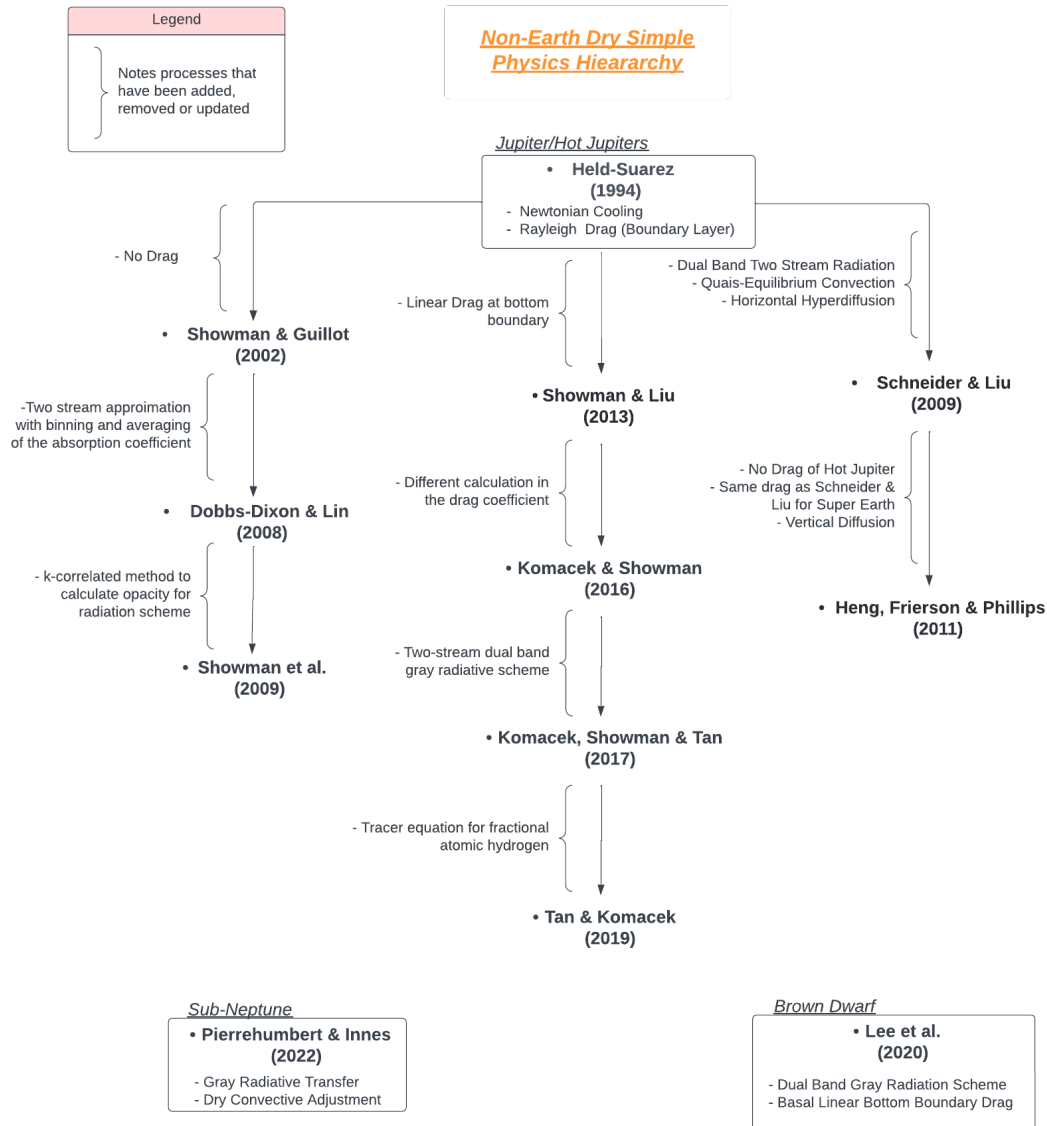 Legend
Notes processes that
have been added,
removed or updated
Non-Earth Dry Simple
Physics Hieararchy
Jupiter/Hot Jupiters
• Held-Suarez
(1994)
- Newtonian Cooling
- Rayleigh Drag (Boundary Layer)
- No Drag
- Linear Drag at bottom
boundary
- Dual Band Two Stream Radiation
- Quais-Equilibrium Convection
- Horizontal Hyperdiffusion
• Showman & Guillot
(2002)
• Showman & Liu
(2013)
• Schneider & Liu
(2009)
-Two stream approimation
with binning and averaging
of the absorption coefficient
- Different calculation in
the drag coefficient
- No Drag of Hot Jupiter
- Same drag as Schneider &
Liu for Super Earth
- Vertical Diffusion
• Dobbs-Dixon & Lin
(2008)
• Komacek & Showman
(2016)
• Heng, Frierson & Phillips
(2011)
- k-correlated method to
calculate opacity for
radiation scheme
- Two-stream dual band
gray radiative scheme
• Showman et al.
(2009)
• Komacek, Showman & Tan
(2017)
- Tracer equation for fractional
atomic hydrogen
• Tan & Komacek
(2019)
Sub-Neptune
• Pierrehumbert & Innes
(2022)
- Gray Radiative Transfer
- Dry Convective Adjustment
Brown Dwarf
• Lee et al.
(2020)
- Dual Band Gray Radiation Scheme
- Basal Linear Bottom Boundary Drag